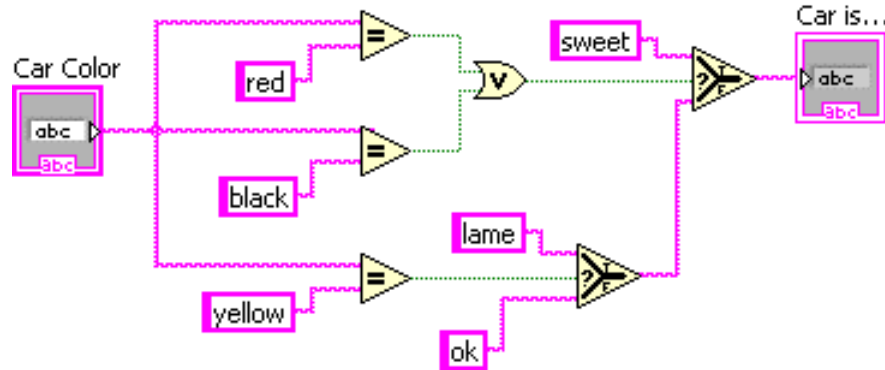 Car is...
sweet
Car Color
red
abc
abc
abc
abc
=
V
?
T
F
=
black
lame
=
?
T
F
yellow
ok